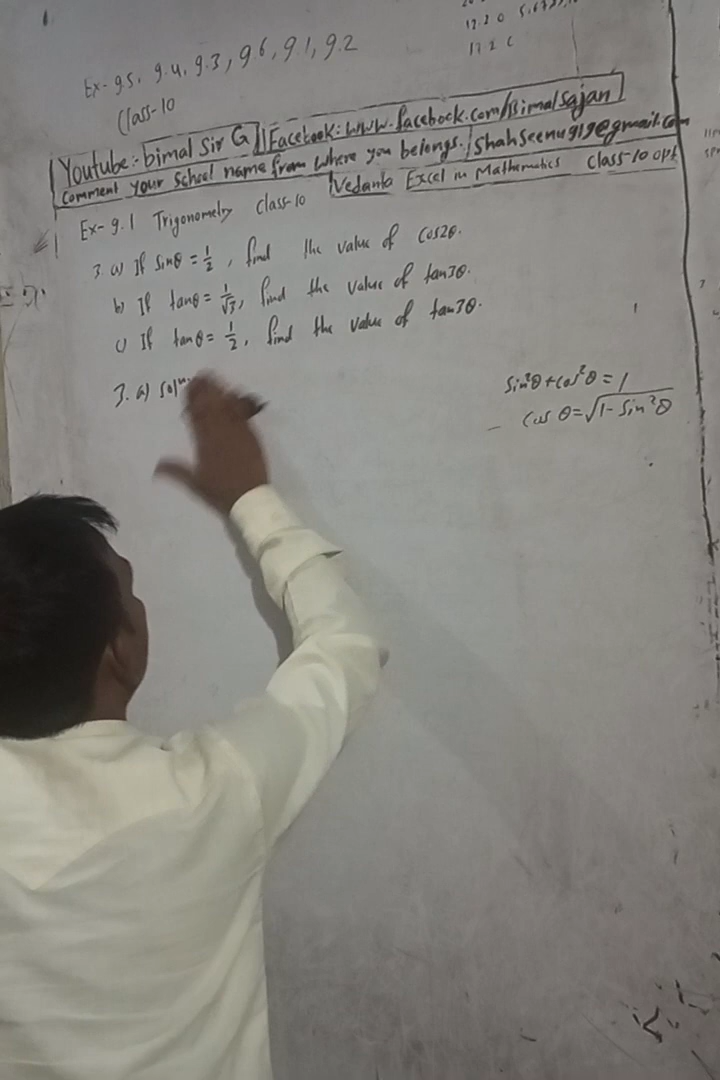 Ex- 9.5, 9.4, 9.3, 9.6, 9.1, 9.2
Class-10
Youtube:- bimal Sir G || Facebook: www.facebook.com/Bimalsajan
Comment your School name from where you belongs. / Shahseenu919@gmail.com
Vedanta Excel in Mathematics Class-10 opt
Ex- 9.1 Trigonometry Class-10
3. a) If sinθ = 1/2, find the value of cos2θ.
b) If tanθ = 1/√3, find the value of tan3θ.
c) If tanθ = 1/2, find the value of tan3θ.
3. a) Soln
sin²θ + cos²θ = 1
cos θ = √1 - sin²θ